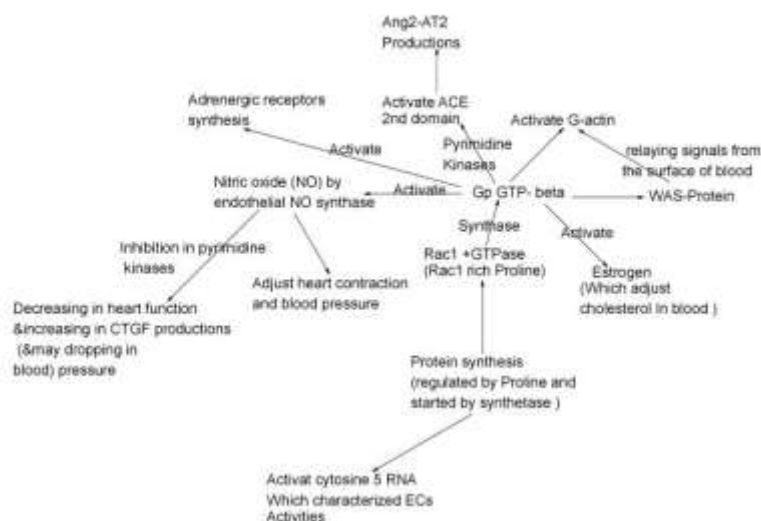 Ang2-AT2
Productions
Adrenergic receptors
synthesis
Activate ACE
2nd domain
Activate G-actin
Activate
Pyrimidine
Kinases
relaying signals from
the surface of blood
Nitric oxide (NO) by
endothelial NO synthase
Activate
Gp GTP- beta
WAS-Protein
Synthase
Activate
Inhibition in pyrimidine
kinases
Rac1 +GTPase
(Rac1 rich Proline)
Adjust heart contraction
and blood pressure
Estrogen
(Which adjust
cholesterol In blood )
Decreasing in heart function
&increasing in CTGF productions
(&may dropping in
blood) pressure
Protein synthesis
(regulated by Proline and
started by synthetase )
Activat cytosine 5 RNA
Which characterized ECs
Activities